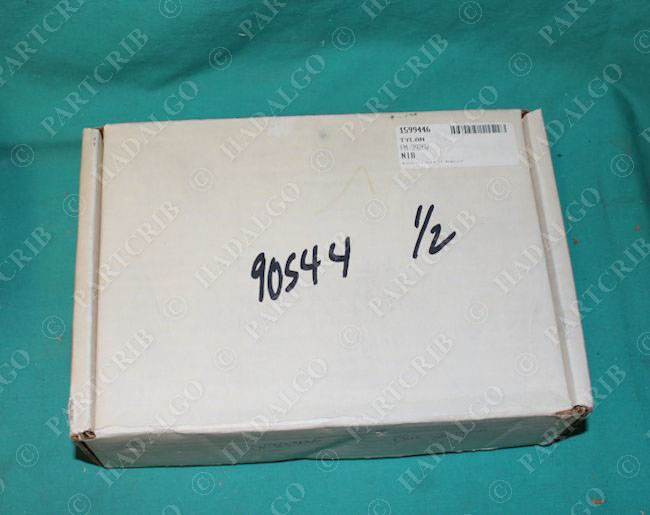 1599446
TYLAN
NIB
90544 1/2
© PARTCRIB
© HADALGO